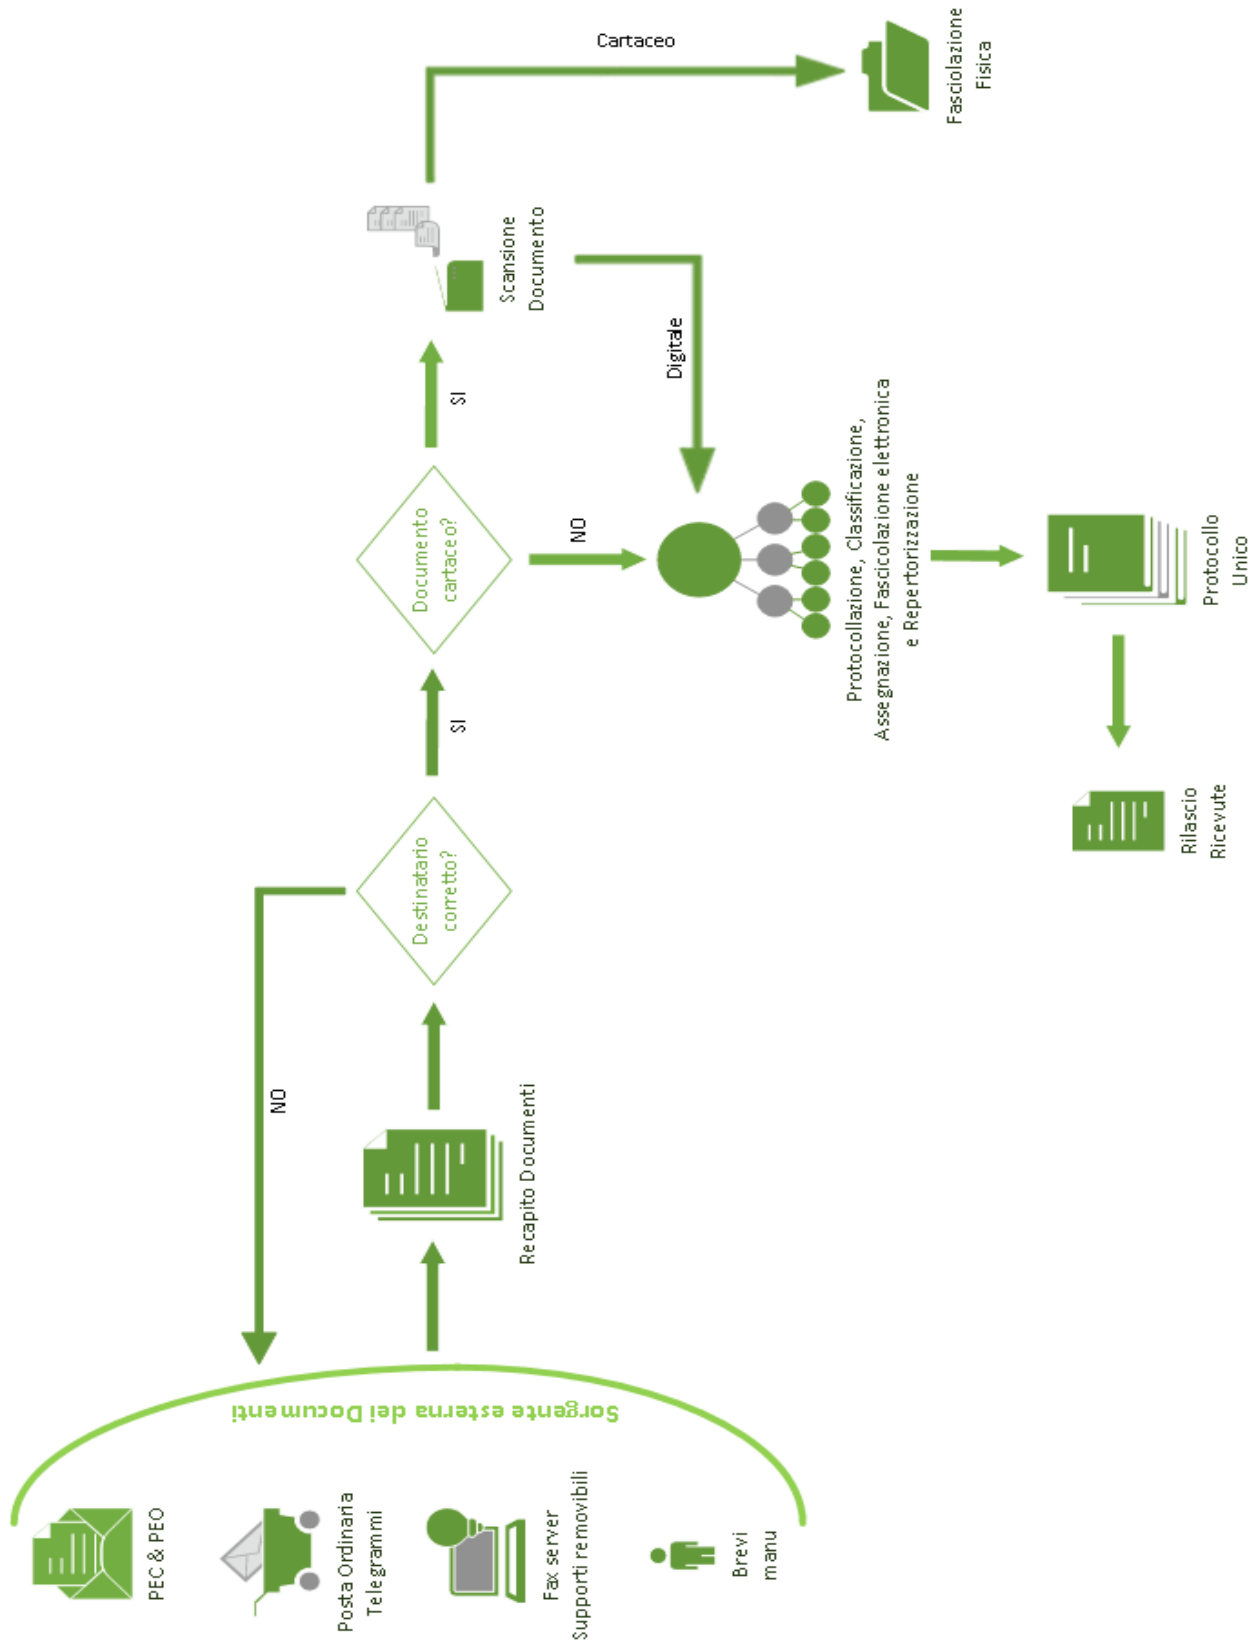 PEC & PEO
Posta Ordinaria
Telegrammi
Fax server
Supporti removibili
Brevi
manu
Sorgente esterna dei Documenti
Recapito Documenti
NO
Destinatario
corretto?
SI
Documento
cartaceo?
SI
NO
Scansione
Documento
Cartaceo
Digitale
Fasciolazione
Fisica
Protocollazione, Classificazione,
Assegnazione, Fascicolazione elettronica
e Repertorizzazione
Protocollo
Unico
Rilascio
Ricevute